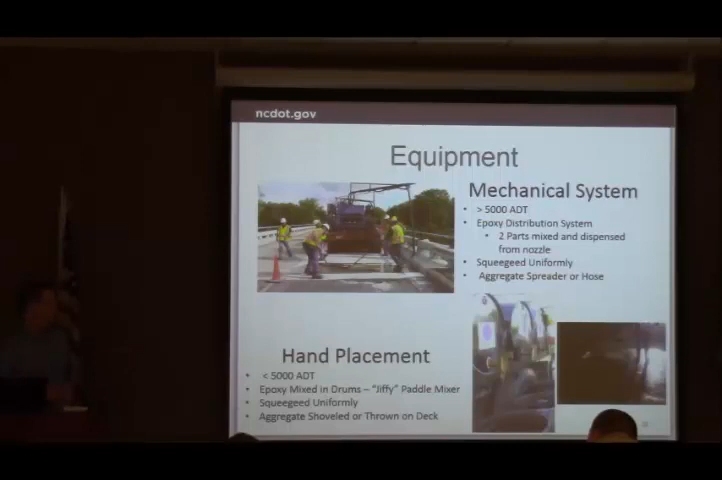 ncdot.gov
Equipment
Mechanical System
• > 5000 ADT
• Epoxy Distribution System
• 2 Parts mixed and dispensed
from nozzle
• Squeegeed Uniformly
• Aggregate Spreader or Hose
Hand Placement
• < 5000 ADT
• Epoxy Mixed in Drums – "Jiffy" Paddle Mixer
• Squeegeed Uniformly
• Aggregate Shoveled or Thrown on Deck